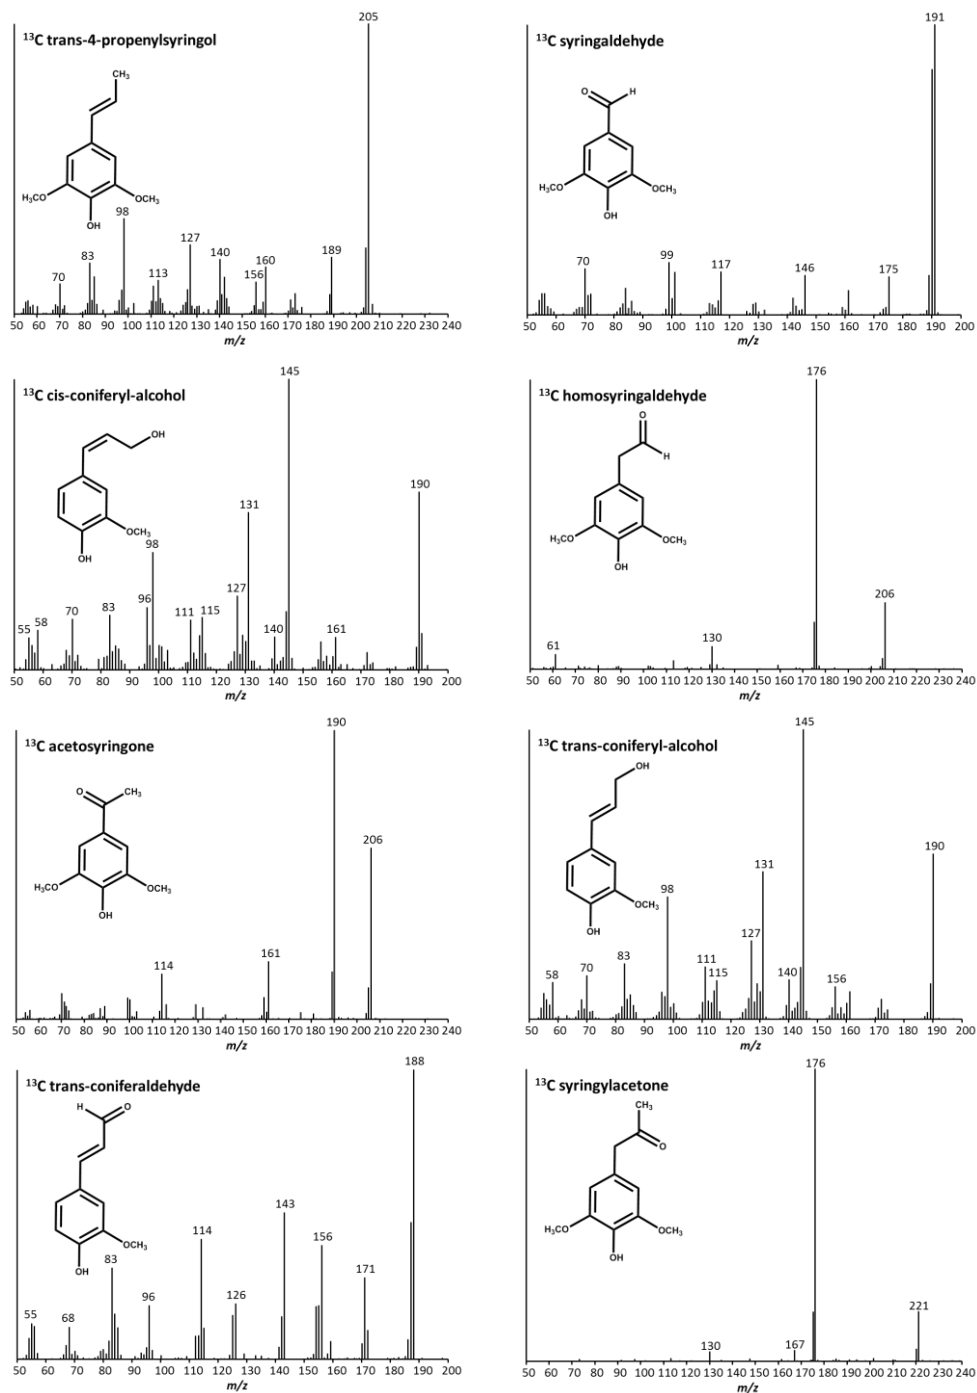 205
¹³C trans-4-propenylsyringol
CH₃
H₃CO
OCH₃
OH
98
83
70
113
127
140
156
160
189
50 60 70 80 90 100 110 120 130 140 150 160 170 180 190 200 210 220 230 240
m/z
191
¹³C syringaldehyde
O
H
H₃CO
OCH₃
OH
70
99
117
146
175
50 60 70 80 90 100 110 120 130 140 150 160 170 180 190 200
m/z
145
¹³C cis-coniferyl-alcohol
OH
OCH₃
OH
190
131
98
96
127
55
58
70
83
111
115
140
161
50 60 70 80 90 100 110 120 130 140 150 160 170 180 190 200
m/z
176
¹³C homosyringaldehyde
O
H
H₃CO
OCH₃
OH
206
130
61
50 60 70 80 90 100 110 120 130 140 150 160 170 180 190 200 210 220 230 240
m/z
190
¹³C acetosyringone
O
CH₃
H₃CO
OCH₃
OH
206
114
161
50 60 70 80 90 100 110 120 130 140 150 160 170 180 190 200 210 220 230 240
m/z
145
¹³C trans-coniferyl-alcohol
OH
OCH₃
OH
190
131
98
127
58
70
83
111
115
140
156
50 60 70 80 90 100 110 120 130 140 150 160 170 180 190 200
m/z
188
¹³C trans-coniferaldehyde
H
O
OCH₃
OH
143
114
156
83
171
55
68
96
126
50 60 70 80 90 100 110 120 130 140 150 160 170 180 190 200
m/z
176
¹³C syringylacetone
CH₃
O
H₃CO
OCH₃
OH
221
130
167
50 60 70 80 90 100 110 120 130 140 150 160 170 180 190 200 210 220 230 240
m/z